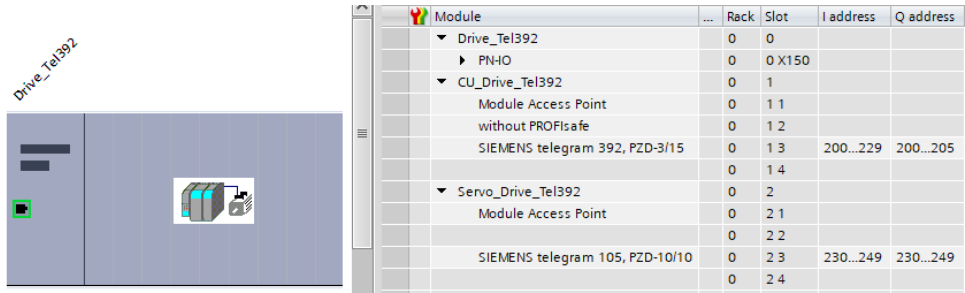 Drive_Tel392
Module ... Rack Slot I address Q address
Drive_Tel392 0 0
PN-IO 0 0 X150
CU_Drive_Tel392 0 1
Module Access Point 0 1 1
without PROFIsafe 0 1 2
SIEMENS telegram 392, PZD-3/15 0 1 3 200...229 200...205
0 1 4
Servo_Drive_Tel392 0 2
Module Access Point 0 2 1
0 2 2
SIEMENS telegram 105, PZD-10/10 0 2 3 230...249 230...249
0 2 4